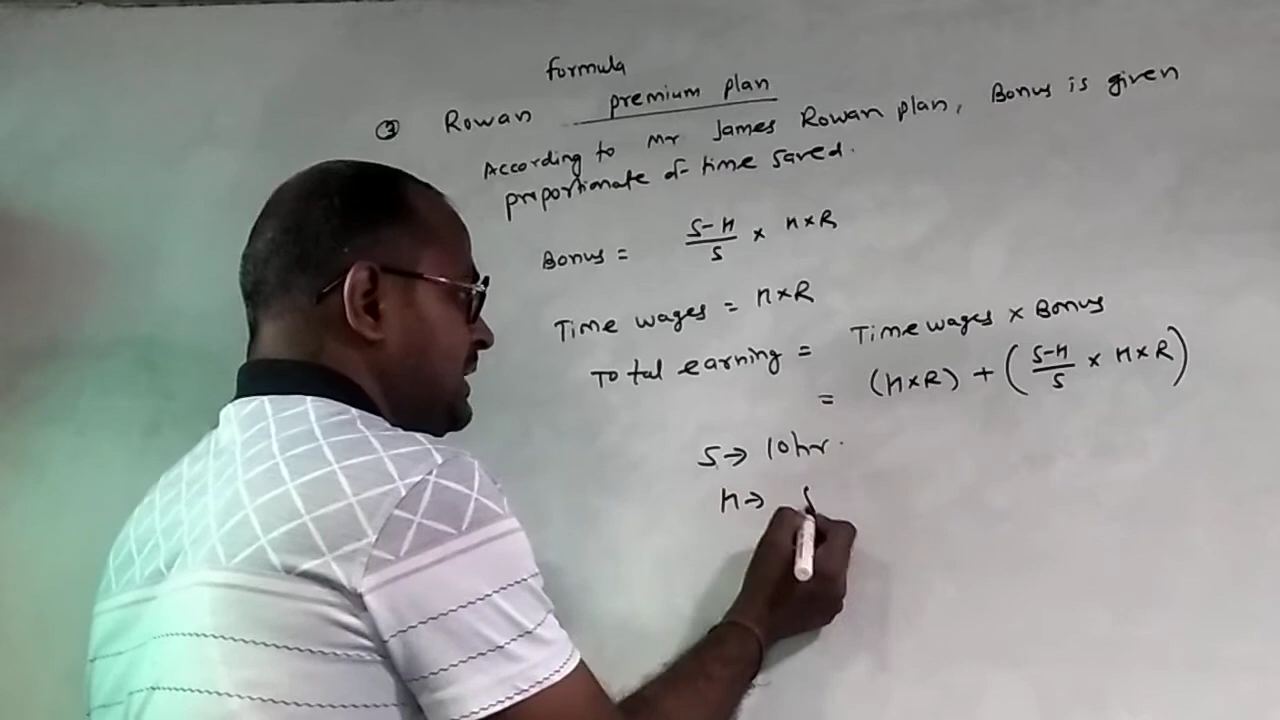 formula
③ Rowan premium plan
According to Mr James Rowan plan, Bonus is given
proportionate of time saved.
Bonus = S-H/S × H×R
Time wages = H×R
Total earning = Time wages × Bonus
= (H×R) + (S-H/S × H×R)
S→ 10hr.
H→